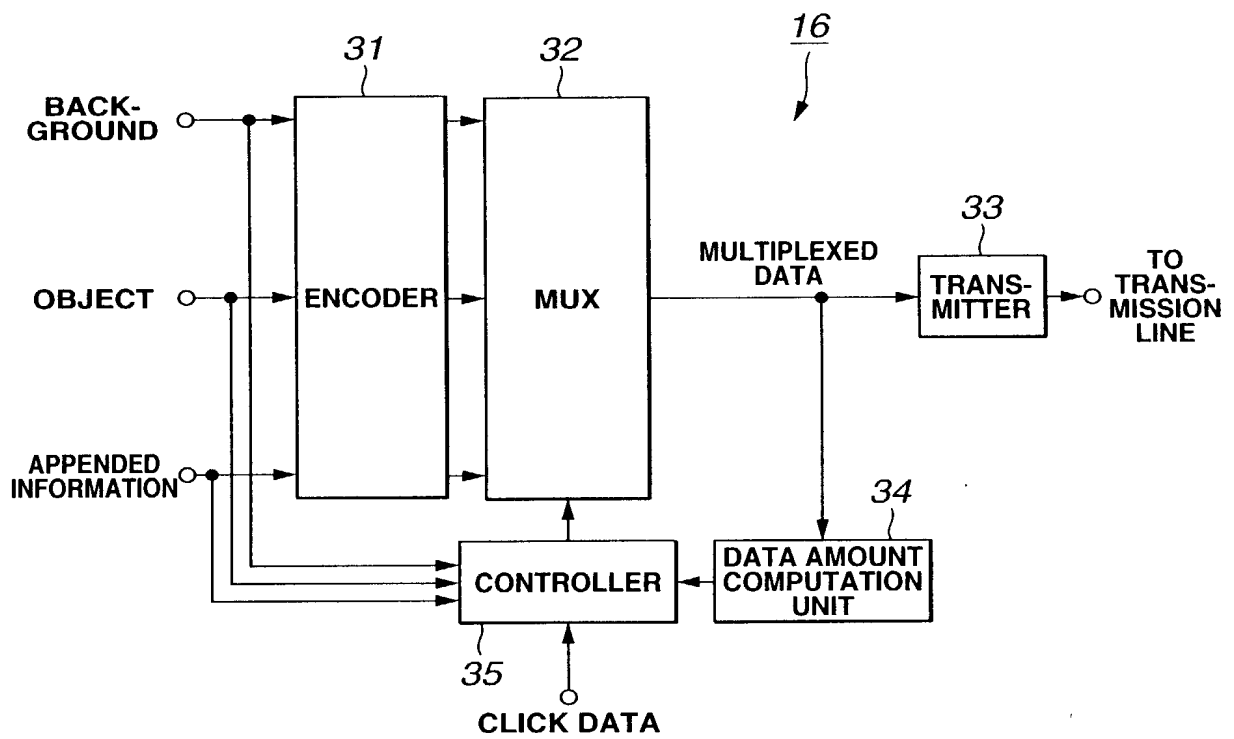 16
31
32
BACK-
GROUND
33
MULTIPLEXED
DATA
TO
TRANS-
MISSION
LINE
OBJECT
ENCODER
MUX
TRANS-
MITTER
APPENDED
INFORMATION
34
CONTROLLER
DATA AMOUNT
COMPUTATION
UNIT
35
CLICK DATA